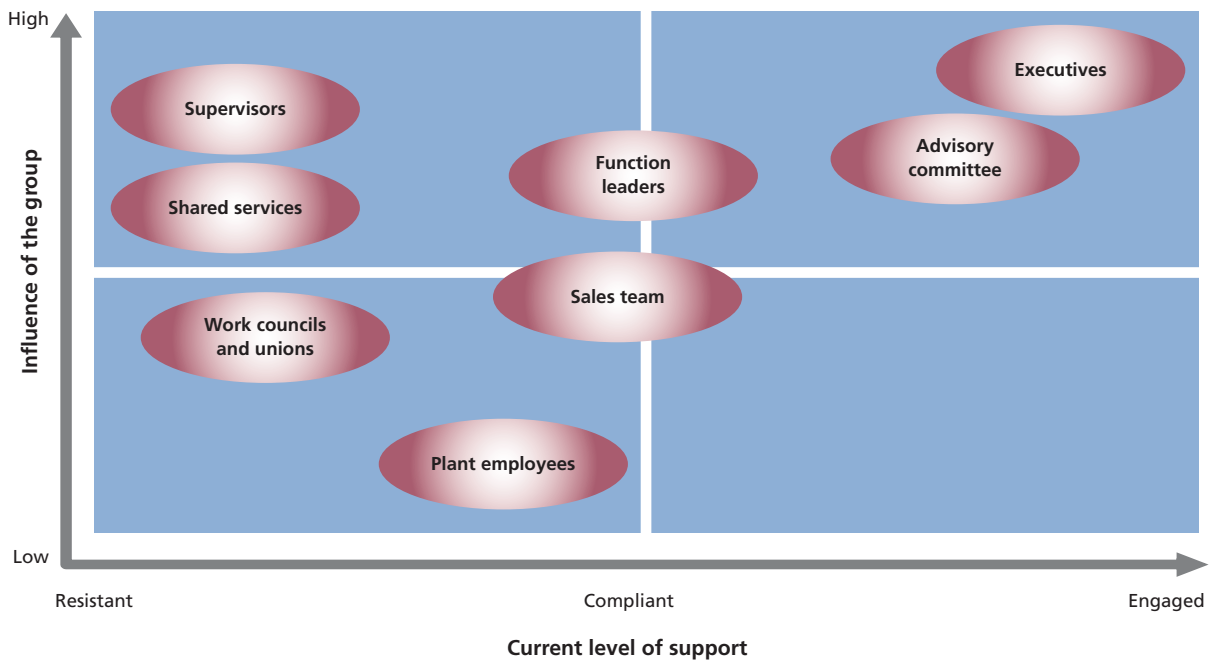 High
Executives
Supervisors
Advisory
committee
Function
leaders
Shared services
Influence of the group
Sales team
Work councils
and unions
Plant employees
Low
Resistant
Compliant
Engaged
Current level of support